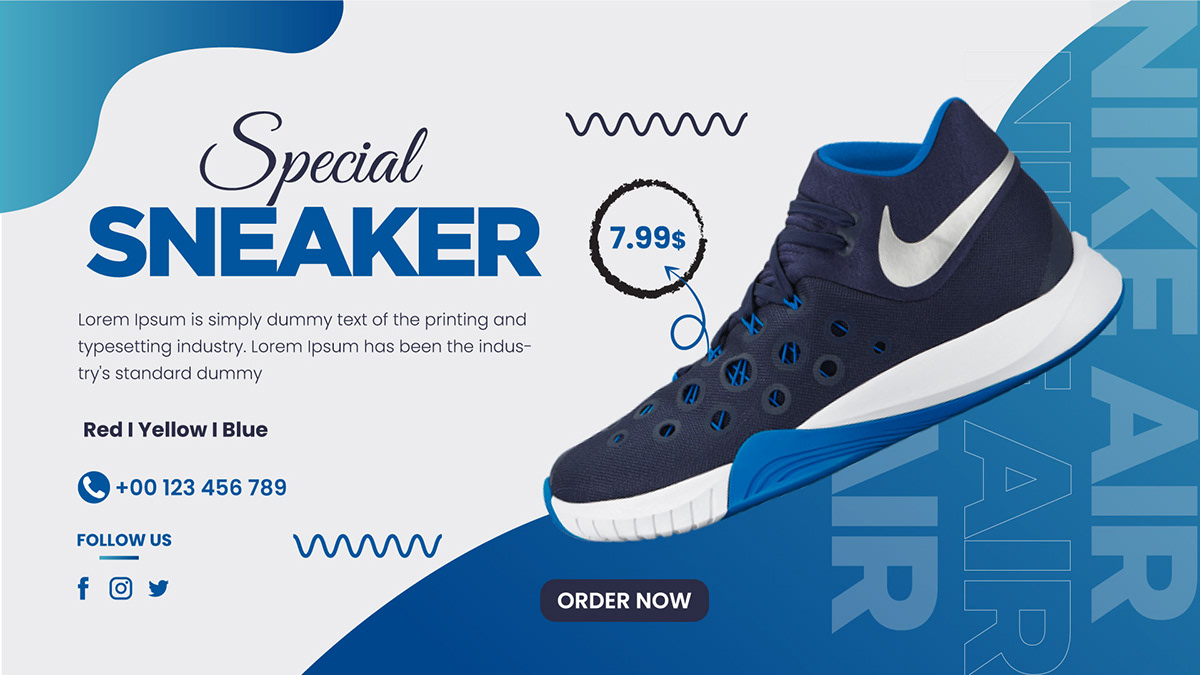 Special
SNEAKER
7.99$
Lorem Ipsum is simply dummy text of the printing and
typesetting industry. Lorem Ipsum has been the indus-
try's standard dummy
Red I Yellow I Blue
+00 123 456 789
FOLLOW US
ORDER NOW
NIKE AIR
NIKE AIR
AIR